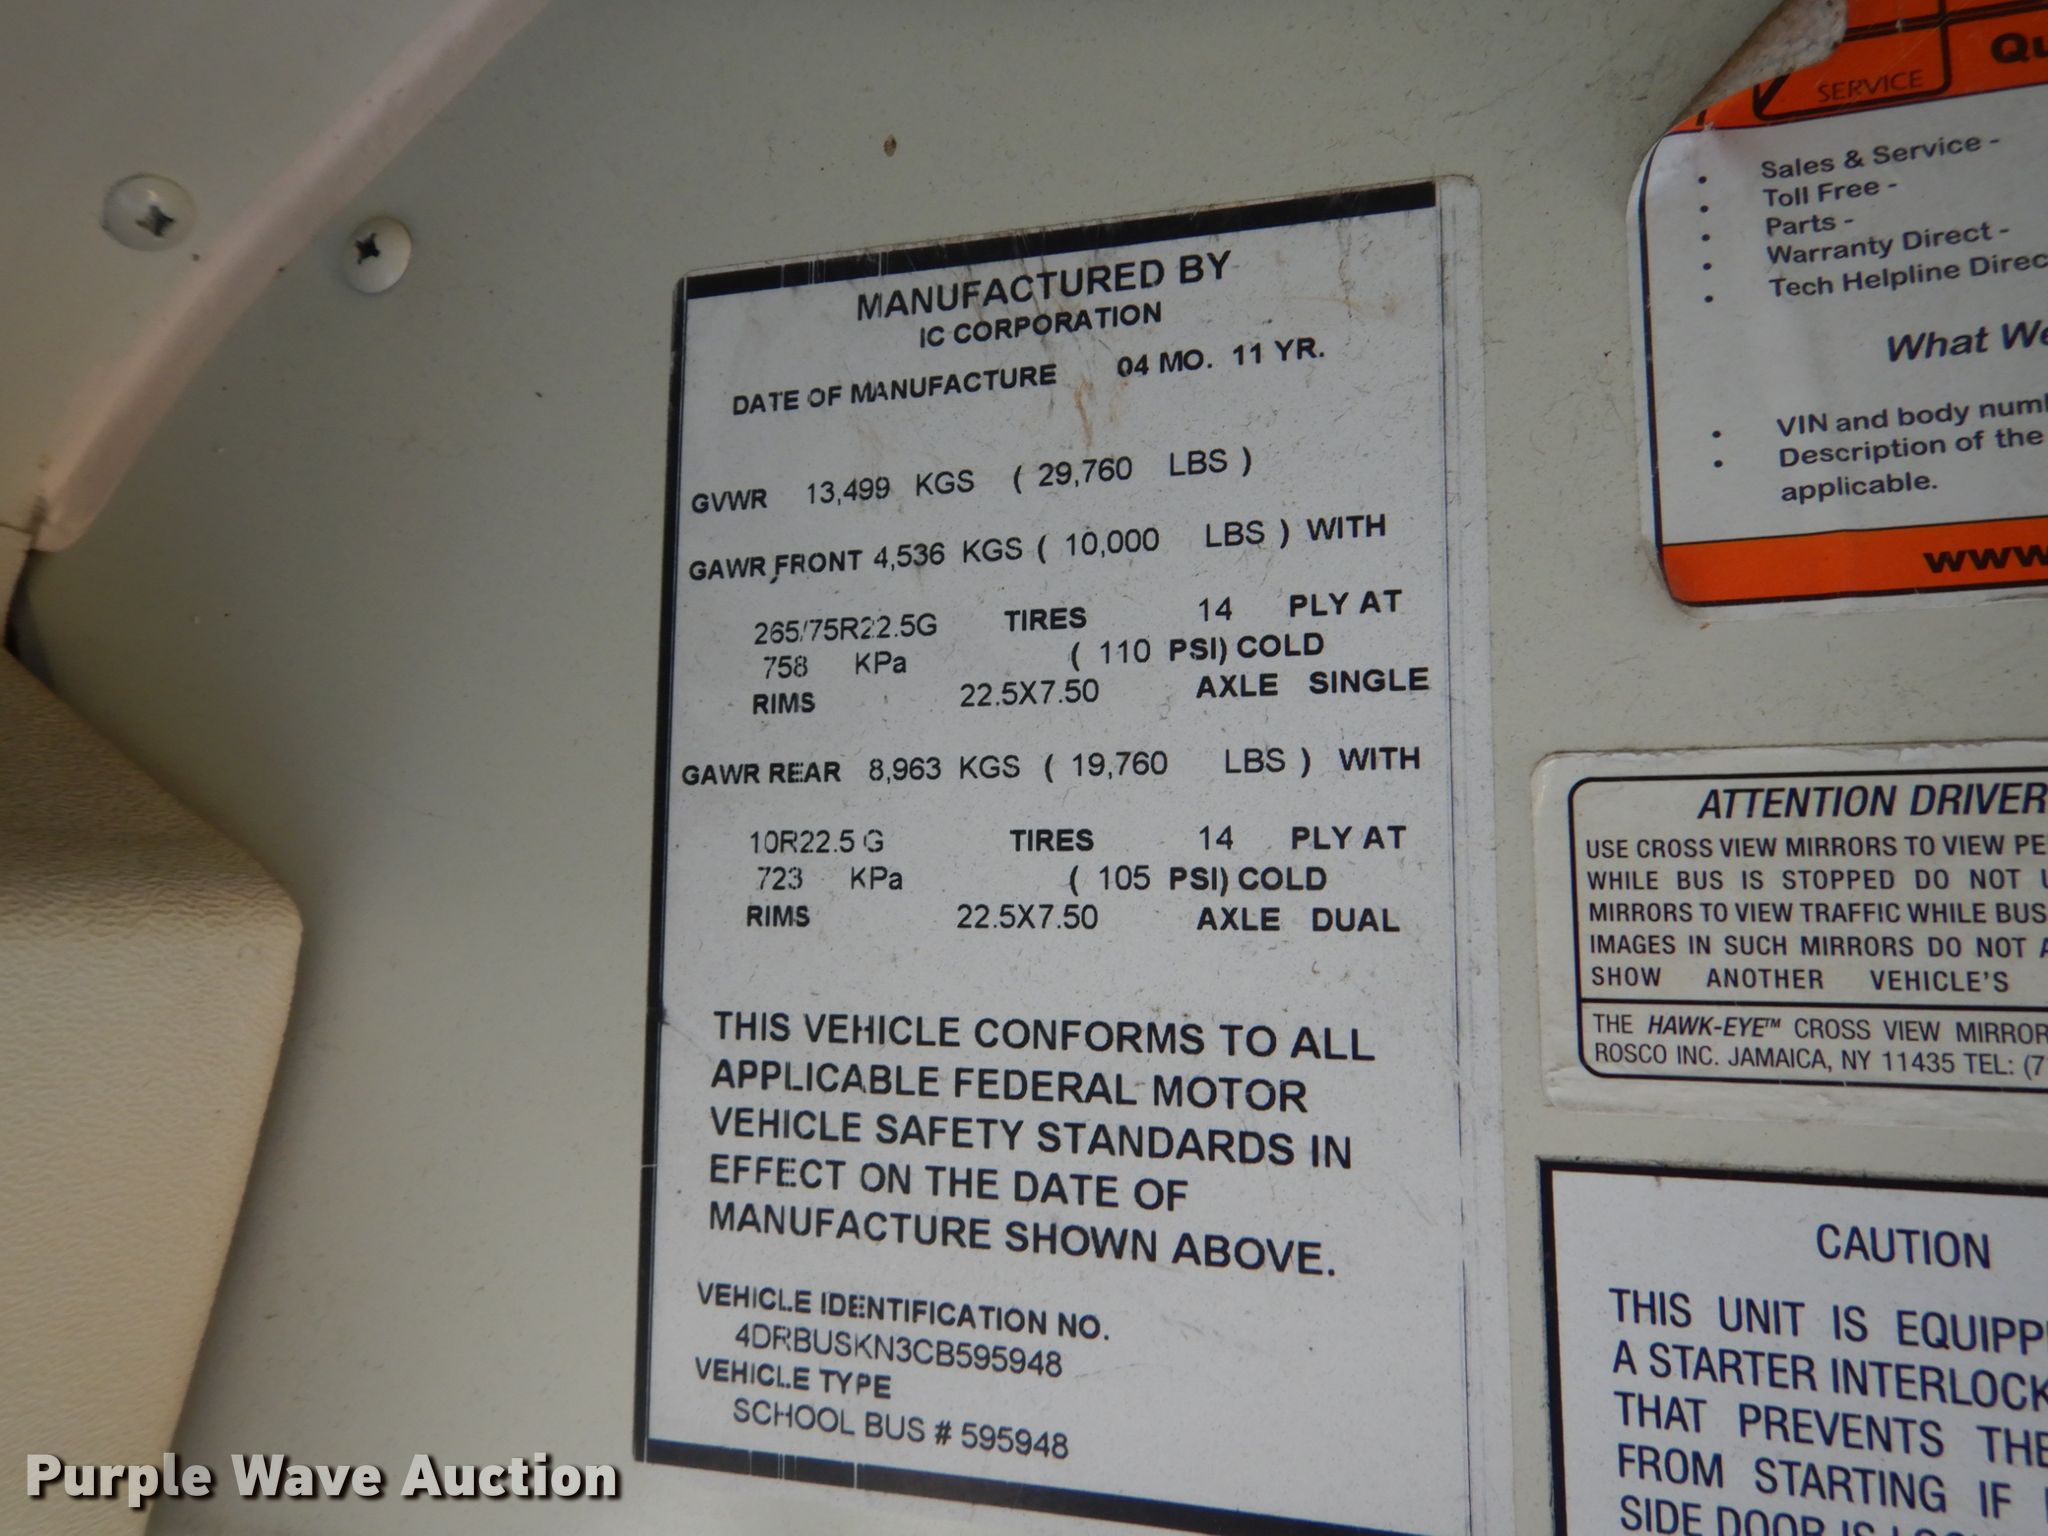 MANUFACTURED BY
IC CORPORATION
DATE OF MANUFACTURE 04 MO. 11 YR.
GVWR 13,499 KGS ( 29,760 LBS )
GAWR FRONT 4,536 KGS ( 10,000 LBS ) WITH
265/75R22.5G TIRES 14 PLY AT
758 KPa ( 110 PSI) COLD
RIMS 22.5X7.50 AXLE SINGLE
GAWR REAR 8,963 KGS ( 19,760 LBS ) WITH
10R22.5 G TIRES 14 PLY AT
723 KPa ( 105 PSI) COLD
RIMS 22.5X7.50 AXLE DUAL
THIS VEHICLE CONFORMS TO ALL
APPLICABLE FEDERAL MOTOR
VEHICLE SAFETY STANDARDS IN
EFFECT ON THE DATE OF
MANUFACTURE SHOWN ABOVE.
VEHICLE IDENTIFICATION NO.
4DRBUSKN3CB595948
VEHICLE TYPE
SCHOOL BUS # 595948
SERVICE
• Sales & Service -
• Toll Free -
• Parts -
• Warranty Direct -
• Tech Helpline
What
• VIN and body
• Description of the
applicable.
www.
ATTENTION DRIVER
USE CROSS VIEW MIRRORS TO VIEW
WHILE BUS IS STOPPED DO NOT
MIRRORS TO VIEW TRAFFIC WHILE BUS
IMAGES IN SUCH MIRRORS DO NOT
SHOW ANOTHER VEHICLE'S
THE HAWK-EYE™ CROSS VIEW MIRROR
ROSCO INC. JAMAICA, NY 11435 TEL: (7
CAUTION
THIS UNIT IS
A STARTER INTERLOCK
THAT PREVENTS THE
FROM STARTING IF
SIDE DOOR IS
Purple Wave Auction